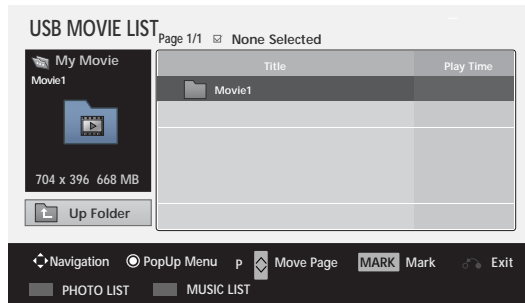 USB MOVIE LIST
Page 1/1 ☑ None Selected
My Movie
Movie1
704 x 396 668 MB
Up Folder
Title Play Time
Movie1
Navigation PopUp Menu P Move Page MARK Mark Exit
PHOTO LIST MUSIC LIST